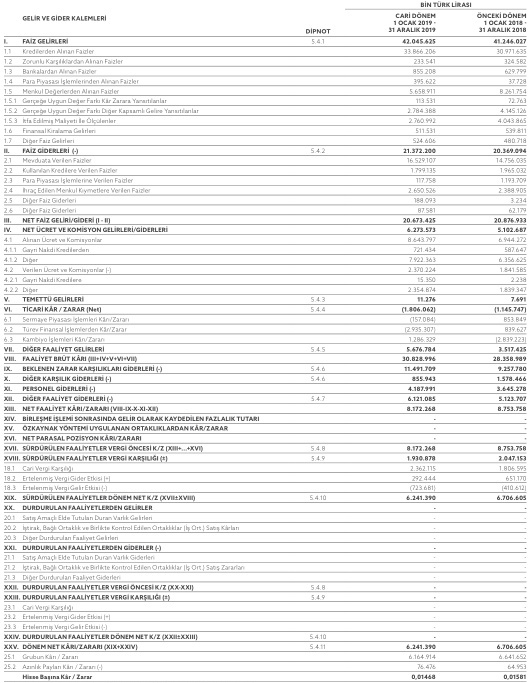 BİN TÜRK LİRASI
GELİR VE GİDER KALEMLERİ DİPNOT CARİ DÖNEM 1 OCAK 2019 - 31 ARALIK 2019 ÖNCEKİ DÖNEM 1 OCAK 2018 - 31 ARALIK 2018
I. FAİZ GELİRLERİ 5.4.1 42.045.625 41.246.027
1.1 Kredilerden Alınan Faizler 33.866.206 30.971.635
1.2 Zorunlu Karşılıklardan Alınan Faizler 233.541 324.582
1.3 Bankalardan Alınan Faizler 855.208 629.799
1.4 Para Piyasası İşlemlerinden Alınan Faizler 395.622 37.728
1.5 Menkul Değerlerden Alınan Faizler 5.658.911 8.261.754
1.5.1 Gerçeğe Uygun Değer Farkı Kâr Zarara Yansıtılanlar 113.531 72.763
1.5.2 Gerçeğe Uygun Değer Farkı Diğer Kapsamlı Gelire Yansıtılanlar 2.784.388 4.145.126
1.5.3 İtfa Edilmiş Maliyeti ile Ölçülenler 2.760.992 4.043.865
1.6 Finansal Kiralama Gelirleri 511.531 539.811
1.7 Diğer Faiz Gelirleri 524.606 480.718
II. FAİZ GİDERLERİ (-) 5.4.2 21.372.200 20.369.094
2.1 Mevduata Verilen Faizler 16.529.107 14.756.035
2.2 Kullanılan Kredilere Verilen Faizler 1.799.135 1.965.032
2.3 Para Piyasası İşlemlerine Verilen Faizler 117.758 1.193.709
2.4 İhraç Edilen Menkul Kıymetlere Verilen Faizler 2.650.526 2.388.905
2.5 Diğer Faiz Giderleri 188.093 3.234
2.6 Diğer Faiz Giderleri 87.581 62.179
III. NET FAİZ GELİRİ/GİDERİ (I - II) 20.673.425 20.876.933
IV. NET ÜCRET VE KOMİSYON GELİRLERİ/GİDERLERİ 6.273.573 5.102.687
4.1 Alınan Ücret ve Komisyonlar 8.643.797 6.944.272
4.1.1 Gayri Nakdi Kredilerden 721.434 587.647
4.1.2 Diğer 7.922.363 6.356.625
4.2 Verilen Ücret ve Komisyonlar (-) 2.370.224 1.841.585
4.2.1 Gayri Nakdi Kredilere 15.350 2.238
4.2.2 Diğer 2.354.874 1.839.347
V. TEMETTÜ GELİRLERİ 5.4.3 11.276 7.691
VI. TİCARİ KÂR / ZARAR (Net) 5.4.4 (1.806.062) (1.145.747)
6.1 Sermaye Piyasası İşlemleri Kârı/Zararı (157.084) 853.849
6.2 Türev Finansal İşlemlerden Kâr/Zarar (2.935.307) 839.627
6.3 Kambiyo İşlemleri Kârı/Zararı 1.286.329 (2.839.223)
VII. DİĞER FAALİYET GELİRLERİ 5.4.5 5.676.784 3.517.425
VIII. FAALİYET BRÜT KÂRI (III+IV+V+VI+VII) 30.828.996 28.358.989
IX. BEKLENEN ZARAR KARŞILIKLARI GİDERLERİ (-) 5.4.6 11.491.709 9.257.780
X. DİĞER KARŞILIK GİDERLERİ (-) 5.4.6 855.943 1.578.466
XI. PERSONEL GİDERLERİ (-) 4.187.991 3.645.278
XII. DİĞER FAALİYET GİDERLERİ (-) 5.4.7 6.121.085 5.123.707
XIII. NET FAALİYET KÂRI/ZARARI (VIII-IX-X-XI-XII) 8.172.268 8.753.758
XIV. BİRLEŞME İŞLEMİ SONRASINDA GELİR OLARAK KAYDEDİLEN FAZLALIK TUTARI
XV. ÖZKAYNAK YÖNTEMİ UYGULANAN ORTAKLIKLARDAN KÂR/ZARAR - -
XVI. NET PARASAL POZİSYON KÂRI/ZARARI - -
XVII. SÜRDÜRÜLEN FAALİYETLER VERGİ ÖNCESİ K/Z (XIII+...+XVI) 5.4.8 8.172.268 8.753.758
XVIII. SÜRDÜRÜLEN FAALİYETLER VERGİ KARŞILIĞI (±) 5.4.9 1.930.878 2.047.153
18.1 Cari Vergi Karşılığı 2.362.115 1.806.595
18.2 Ertelenmiş Vergi Gider Etkisi (+) 292.444 651.170
18.3 Ertelenmiş Vergi Gelir Etkisi (-) (723.681) (410.612)
XIX. SÜRDÜRÜLEN FAALİYETLER DÖNEM NET K/Z (XVII±XVIII) 5.4.10 6.241.390 6.706.605
XX. DURDURULAN FAALİYETLERDEN GELİRLER - -
20.1 Satış Amaçlı Elde Tutulan Duran Varlık Gelirleri - -
20.2 İştirak, Bağlı Ortaklık ve Birlikte Kontrol Edilen Ortaklıklar (İş Ort.) Satış Kârları - -
20.3 Diğer Durdurulan Faaliyet Gelirleri - -
XXI. DURDURULAN FAALİYETLERDEN GİDERLER (-) - -
21.1 Satış Amaçlı Elde Tutulan Duran Varlık Giderleri - -
21.2 İştirak, Bağlı Ortaklık ve Birlikte Kontrol Edilen Ortaklıklar (İş Ort.) Satış Zararları - -
21.3 Diğer Durdurulan Faaliyet Giderleri - -
XXII. DURDURULAN FAALİYETLER VERGİ ÖNCESİ K/Z (XX-XXI) 5.4.8 - -
XXIII. DURDURULAN FAALİYETLER VERGİ KARŞILIĞI (±) 5.4.9 - -
23.1 Cari Vergi Karşılığı - -
23.2 Ertelenmiş Vergi Gider Etkisi (+) - -
23.3 Ertelenmiş Vergi Gelir Etkisi (-) - -
XXIV. DURDURULAN FAALİYETLER DÖNEM NET K/Z (XXII±XXIII) 5.4.10 - -
XXV. DÖNEM NET KÂRI/ZARARI (XIX+XXIV) 5.4.11 6.241.390 6.706.605
25.1 Grubun Kârı / Zararı 6.164.914 6.641.652
25.2 Azınlık Payları Kârı / Zararı (-) 76.476 64.953
Hisse Başına Kâr / Zarar 0,01468 0,01581